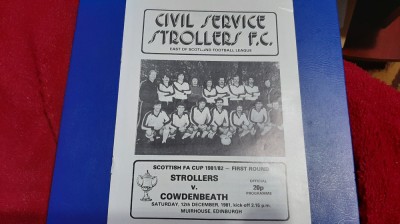 CIVIL SERVICE
STROLLERS F.C.
EAST OF SCOTLAND FOOTBALL LEAGUE
SCOTTISH FA CUP 1981/82 – FIRST ROUND
STROLLERS
v.
COWDENBEATH
OFFICIAL
20p
PROGRAMME
SATURDAY, 12th DECEMBER, 1981, kick off 2.15 p.m.
MUIRHOUSE, EDINBURGH